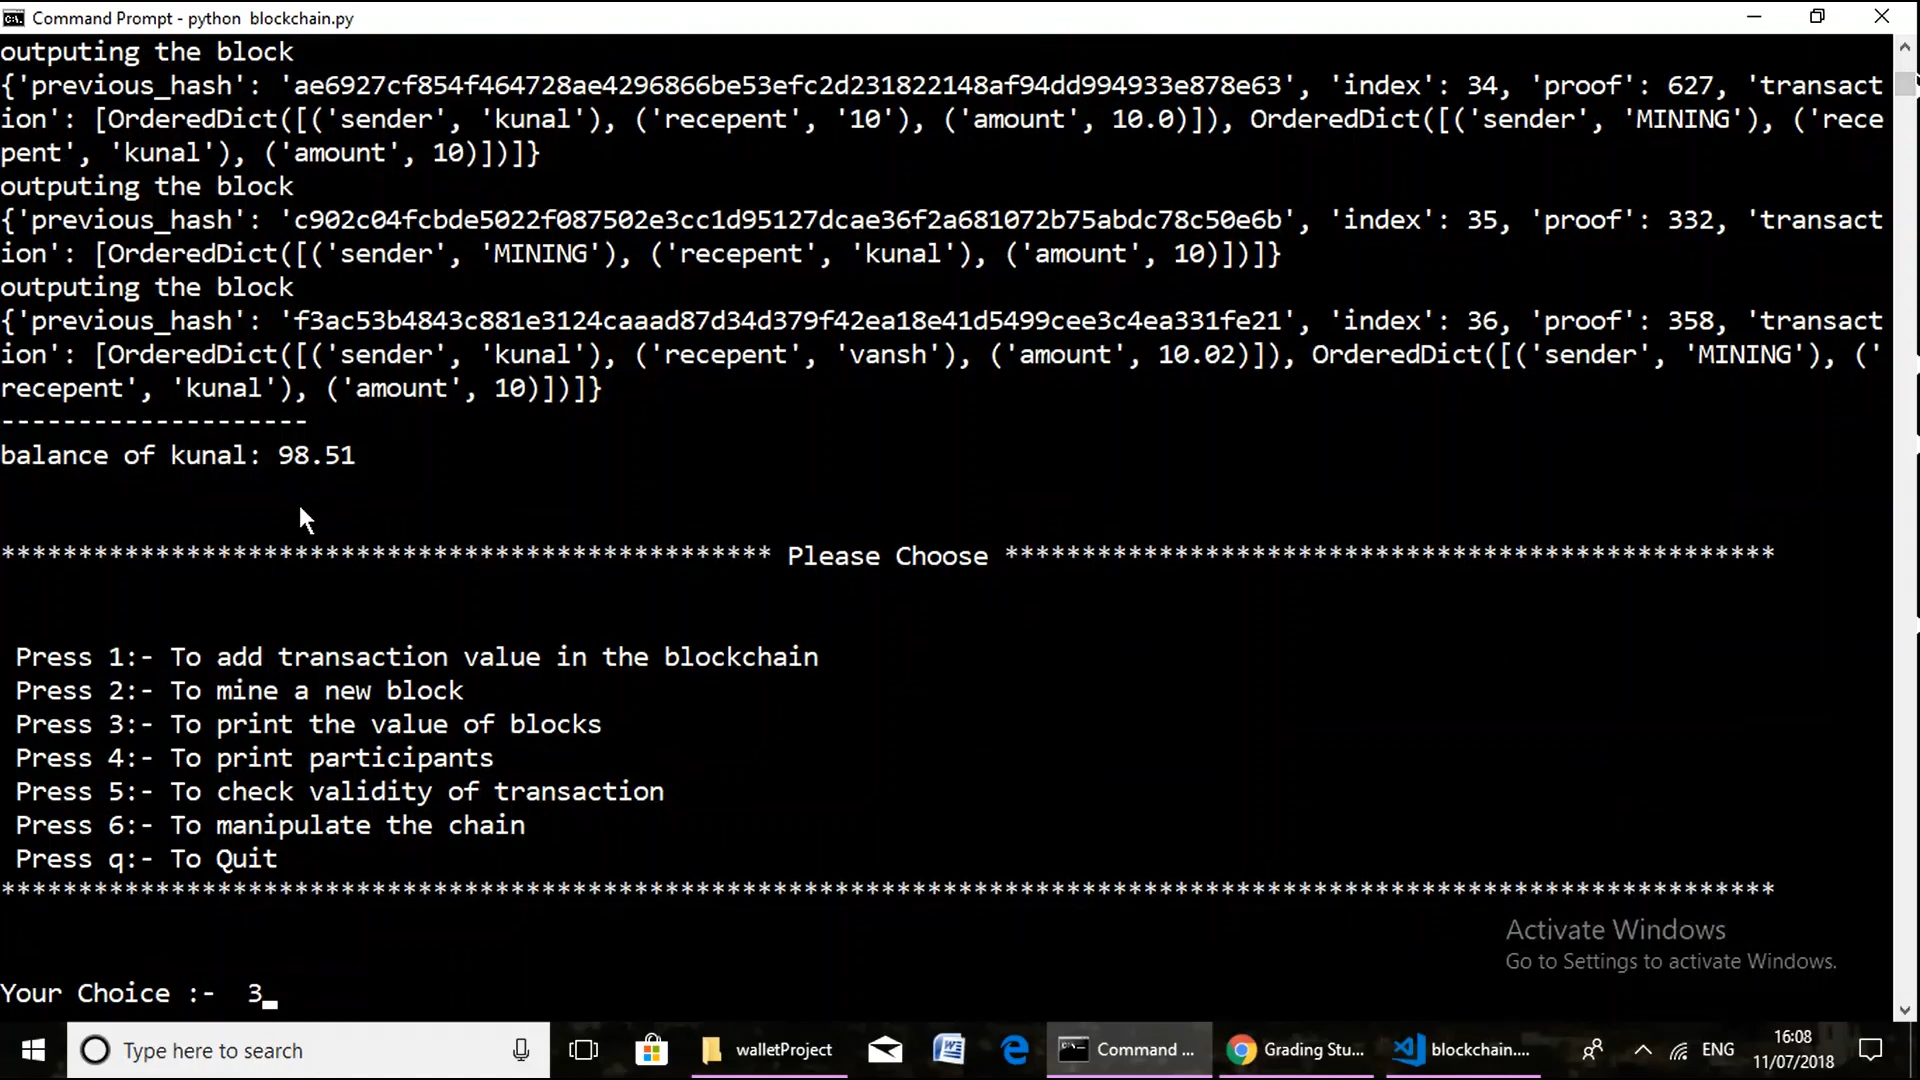 Command Prompt - python  blockchain.py
outputing the block
{'previous_hash': 'ae6927cf854f464728ae4296866be53efc2d231822148af94dd994933e878e63', 'index': 34, 'proof': 627, 'transact
ion': [OrderedDict([('sender', 'kunal'), ('recepent', '10'), ('amount', 10.0)]), OrderedDict([('sender', 'MINING'), ('rece
pent', 'kunal'), ('amount', 10)])]}
outputing the block
{'previous_hash': 'c902c04fcbde5022f087502e3cc1d95127dcae36f2a681072b75abdc78c50e6b', 'index': 35, 'proof': 332, 'transact
ion': [OrderedDict([('sender', 'MINING'), ('recepent', 'kunal'), ('amount', 10)])]}
outputing the block
{'previous_hash': 'f3ac53b4843c881e3124caaad87d34d379f42ea18e41d5499cee3c4ea331fe21', 'index': 36, 'proof': 358, 'transact
ion': [OrderedDict([('sender', 'kunal'), ('recepent', 'vansh'), ('amount', 10.02)]), OrderedDict([('sender', 'MINING'), ('
recepent', 'kunal'), ('amount', 10)])]}
--------------------
balance of kunal: 98.51
************************************************** Please Choose **************************************************
Press 1:- To add transaction value in the blockchain
Press 2:- To mine a new block
Press 3:- To print the value of blocks
Press 4:- To print participants
Press 5:- To check validity of transaction
Press 6:- To manipulate the chain
Press q:- To Quit
*******************************************************************************************************************
Activate Windows
Go to Settings to activate Windows.
Your Choice :-  3
Type here to search
walletProject
Command ...
Grading Stu...
blockchain....
ENG
16:08
11/07/2018